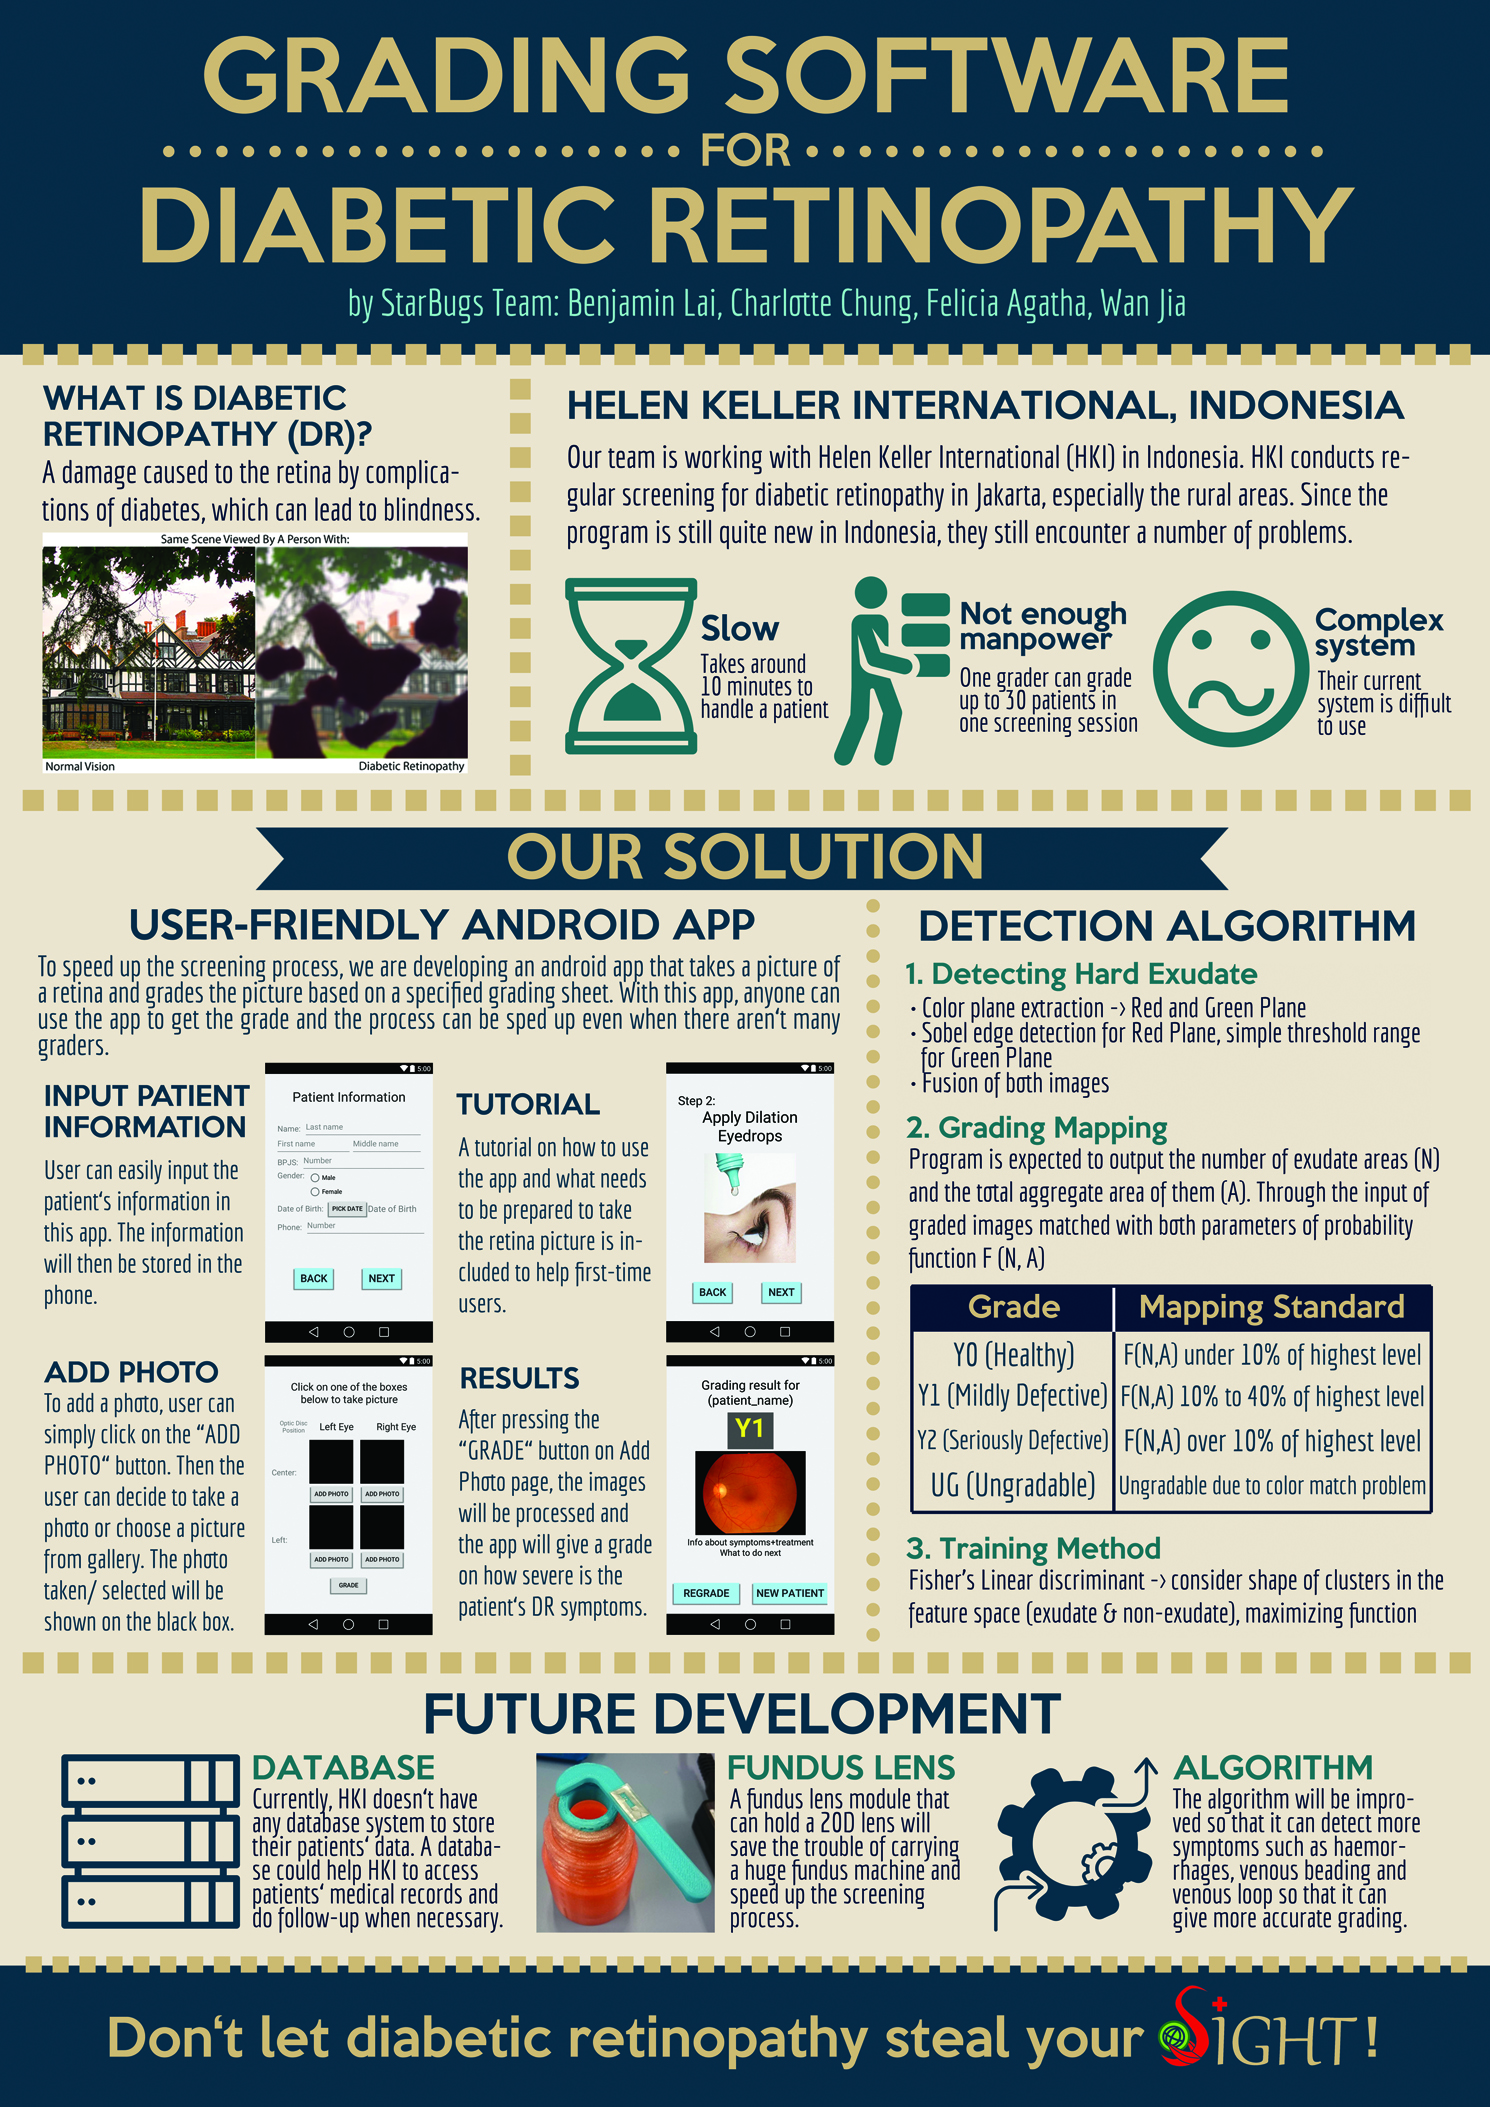 GRADING SOFTWARE
FOR
DIABETIC RETINOPATHY
by StarBugs Team: Benjamin Lai, Charlotte Chung, Felicia Agatha, Wan Jia
WHAT IS DIABETIC
RETINOPATHY (DR)?
A damage caused to the retina by complica-
tions of diabetes, which can lead to blindness.
Same Scene Viewed By A Person With:
Normal Vision
Diabetic Retinopathy
HELEN KELLER INTERNATIONAL, INDONESIA
Our team is working with Helen Keller International (HKI) in Indonesia. HKI conducts re-
gular screening for diabetic retinopathy in Jakarta, especially the rural areas. Since the
program is still quite new in Indonesia, they still encounter a number of problems.
Slow
Takes around
10 minutes to
handle a patient
Not enough
manpower
One grader can grade
up to 30 patients in
one screening session
Complex
system
Their current
system is diffiult
to use
OUR SOLUTION
USER-FRIENDLY ANDROID APP
To speed up the screening process, we are developing an android app that takes a picture of
a retina and grades the picture based on a specified grading sheet. With this app, anyone can
use the app to get the grade and the process can be sped up even when there aren‘t many
graders.
INPUT PATIENT
INFORMATION
User can easily input the
patient‘s information in
this app. The information
will then be stored in the
phone.
5:00
Patient Information
Name: Last name
First name Middle name
BPJS: Number
Gender: Male
Female
Date of Birth: PICK DATE Date of Birth
Phone: Number
BACK NEXT
TUTORIAL
A tutorial on how to use
the app and what needs
to be prepared to take
the retina picture is in-
cluded to help first-time
users.
5:00
Step 2:
Apply Dilation
Eyedrops
BACK NEXT
ADD PHOTO
To add a photo, user can
simply click on the “ADD
PHOTO“ button. Then the
user can decide to take a
photo or choose a picture
from gallery. The photo
taken/ selected will be
shown on the black box.
5:00
Click on one of the boxes
below to take picture
Optic Disc
Position
Left Eye Right Eye
Center:
ADD PHOTO ADD PHOTO
Left:
ADD PHOTO ADD PHOTO
GRADE
RESULTS
After pressing the
“GRADE“ button on Add
Photo page, the images
will be processed and
the app will give a grade
on how severe is the
patient‘s DR symptoms.
5:00
Grading result for
(patient_name)
Y1
Info about symptoms+treatment
What to do next
REGRADE NEW PATIENT
DETECTION ALGORITHM
1. Detecting Hard Exudate
· Color plane extraction -> Red and Green Plane
· Sobel edge detection for Red Plane, simple threshold range
for Green Plane
· Fusion of both images
2. Grading Mapping
Program is expected to output the number of exudate areas (N)
and the total aggregate area of them (A). Through the input of
graded images matched with both parameters of probability
function F (N, A)
Grade Mapping Standard
Y0 (Healthy) F(N,A) under 10% of highest level
Y1 (Mildly Defective) F(N,A) 10% to 40% of highest level
Y2 (Seriously Defective) F(N,A) over 10% of highest level
UG (Ungradable) Ungradable due to color match problem
3. Training Method
Fisher’s Linear discriminant -> consider shape of clusters in the
feature space (exudate & non-exudate), maximizing function
FUTURE DEVELOPMENT
DATABASE
Currently, HKI doesn‘t have
any database system to store
their patients‘ data. A databa-
se could help HKI to access
patients‘ medical records and
do follow-up when necessary.
FUNDUS LENS
A fundus lens module that
can hold a 20D lens will
save the trouble of carrying
a huge fundus machine and
speed up the screening
process.
ALGORITHM
The algorithm will be impro-
ved so that it can detect more
symptoms such as haemor-
rhages, venous beading and
venous loop so that it can
give more accurate grading.
Don‘t let diabetic retinopathy steal your SIGHT!